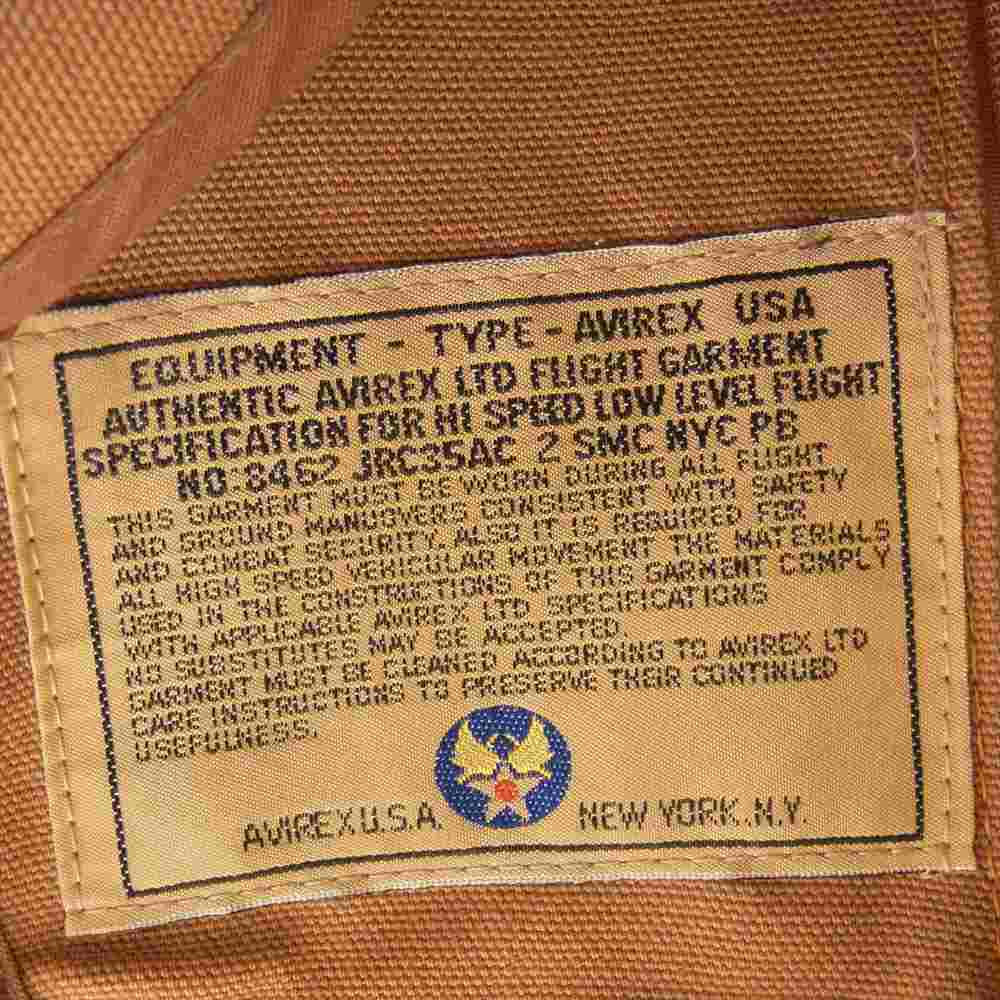 EQUIPMENT - TYPE - AVIREX USA
AUTHENTIC AVIREX LTD FLIGHT GARMENT
SPECIFICATION FOR HI SPEED LOW LEVEL FLIGHT
NO:8462 JRC35AC 2 SMC NYC PB
THIS GARMENT MUST BE WORN DURING ALL FLIGHT
AND GROUND MANUOVERS CONSISTENT WITH SAFETY
AND COMBAT SECURITY. ALSO IT IS REQUIRED FOR
ALL HIGH SPEED VEHICULAR MOVEMENT THE MATERIALS
USED IN THE CONSTRUCTIONS OF THIS GARMENT COMPLY
WITH APPLICABLE AVIREX LTD SPECIFICATIONS
NO SUBSTITUTES MAY BE ACCEPTED.
GARMENT MUST BE CLEANED ACCORDING TO AVIREX LTD
CARE INSTRUCTIONS TO PRESERVE THEIR CONTINUED
USEFULNESS.
AVIREX U.S.A. NEW YORK.N.Y.